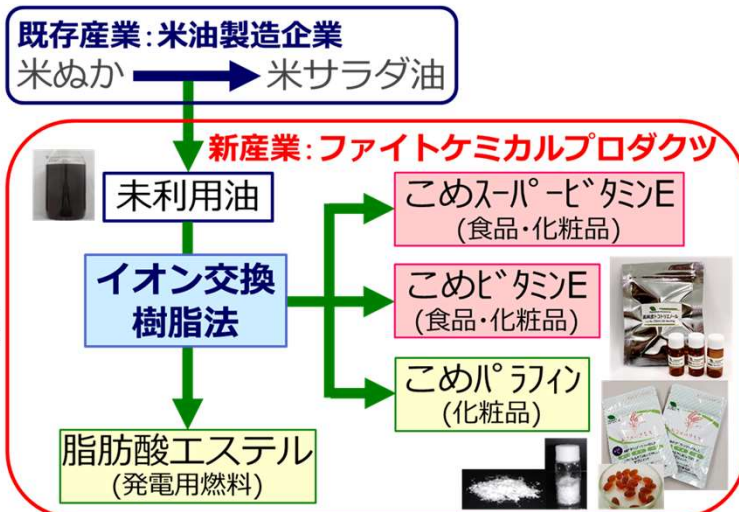 既存産業：米油製造企業
米ぬか
米サラダ油
新産業：ファイトケミカルプロダクツ
未利用油
イオン交換
樹脂法
脂肪酸エステル
(発電用燃料)
こめｽｰﾊﾟｰﾋﾞﾀﾐﾝE
(食品・化粧品)
こめﾋﾞﾀﾐﾝE
(食品・化粧品)
こめﾊﾟﾗﾌｨﾝ
(化粧品)